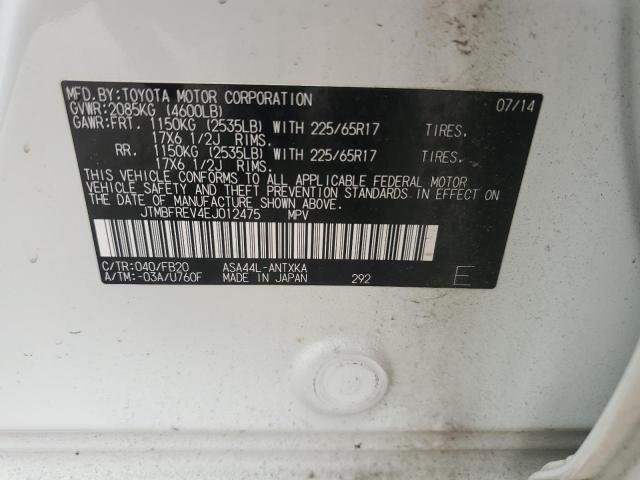 MFD. BY: TOYOTA MOTOR CORPORATION 07/14
GVWR: 2085KG (4600LB)
GAWR: FRT. 1150KG (2535LB) WITH 225/65R17 TIRES.
17X6 1/2J RIMS.
RR. 1150KG (2535LB) WITH 225/65R17 TIRES.
17X6 1/2J RIMS.
THIS VEHICLE CONFORMS TO ALL APPLICABLE FEDERAL MOTOR
VEHICLE SAFETY AND THEFT PREVENTION STANDARDS IN EFFECT ON
THE DATE OF MANUFACTURE SHOWN ABOVE.
JTMBFREV4EJ012475 MPV
C/TR: 040/FB20 ASA44L-ANTXKA
A/TM: -03A/U760F MADE IN JAPAN 292 E